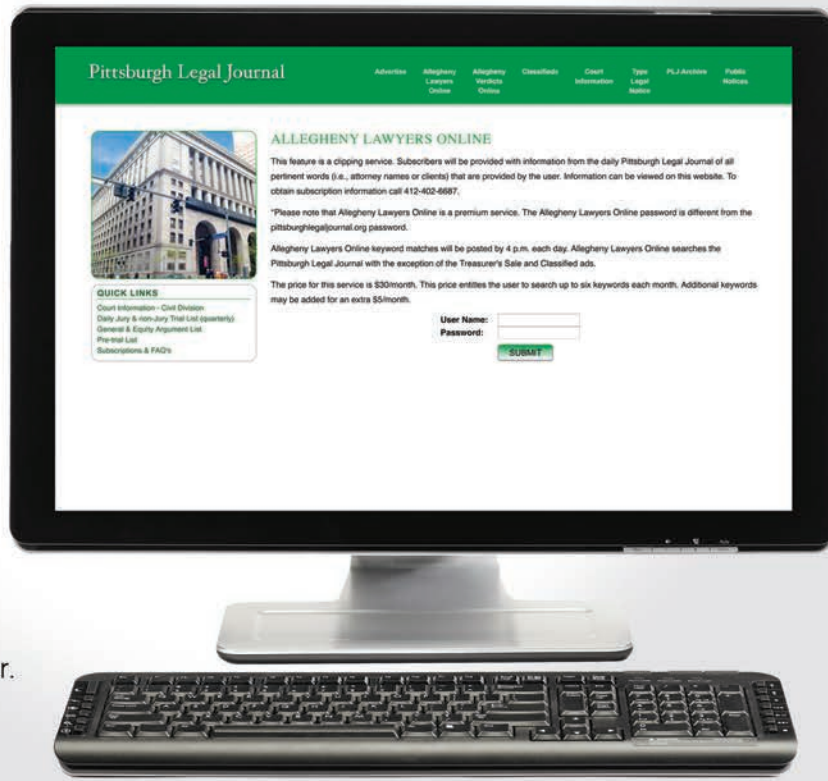 Pittsburgh Legal Journal
Advertise
Allegheny Lawyers Online
Allegheny Verdicts Online
Classifieds
Court Information
Type Legal Notice
PLJ Archive
Public Notices
ALLEGHENY LAWYERS ONLINE
This feature is a clipping service. Subscribers will be provided with information from the daily Pittsburgh Legal Journal of all
pertinent words (i.e., attorney names or clients) that are provided by the user. Information can be viewed on this website. To
obtain subscription information call 412-402-6687.
*Please note that Allegheny Lawyers Online is a premium service. The Allegheny Lawyers Online password is different from the
pittsburghlegaljournal.org password.
Allegheny Lawyers Online keyword matches will be posted by 4 p.m. each day. Allegheny Lawyers Online searches the
Pittsburgh Legal Journal with the exception of the Treasurer's Sale and Classified ads.
The price for this service is $30/month. This price entitles the user to search up to six keywords each month. Additional keywords
may be added for an extra $5/month.
User Name:
Password:
SUBMIT
QUICK LINKS
Court Information - Civil Division
Daily Jury & non-Jury Trial List (quarterly)
General & Equity Argument List
Pre-trial List
Subscriptions & FAQ's
r.